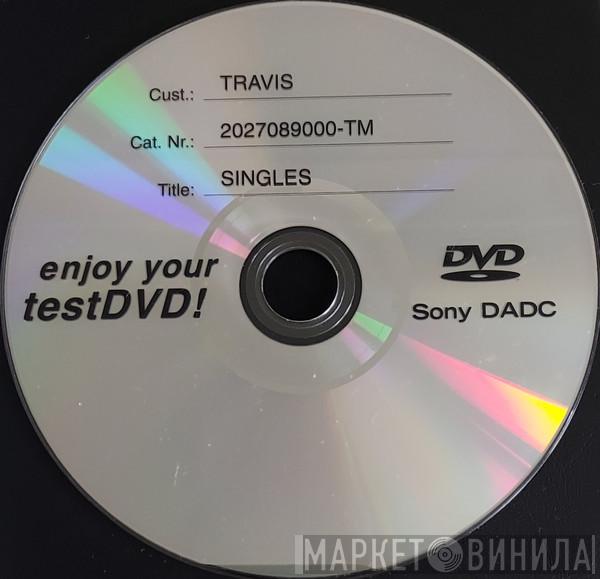 Cust.: TRAVIS
Cat. Nr.: 2027089000-TM
Title: SINGLES
enjoy your
testDVD!
DVD
Sony DADC
МАРКЕТ ВИНИЛА